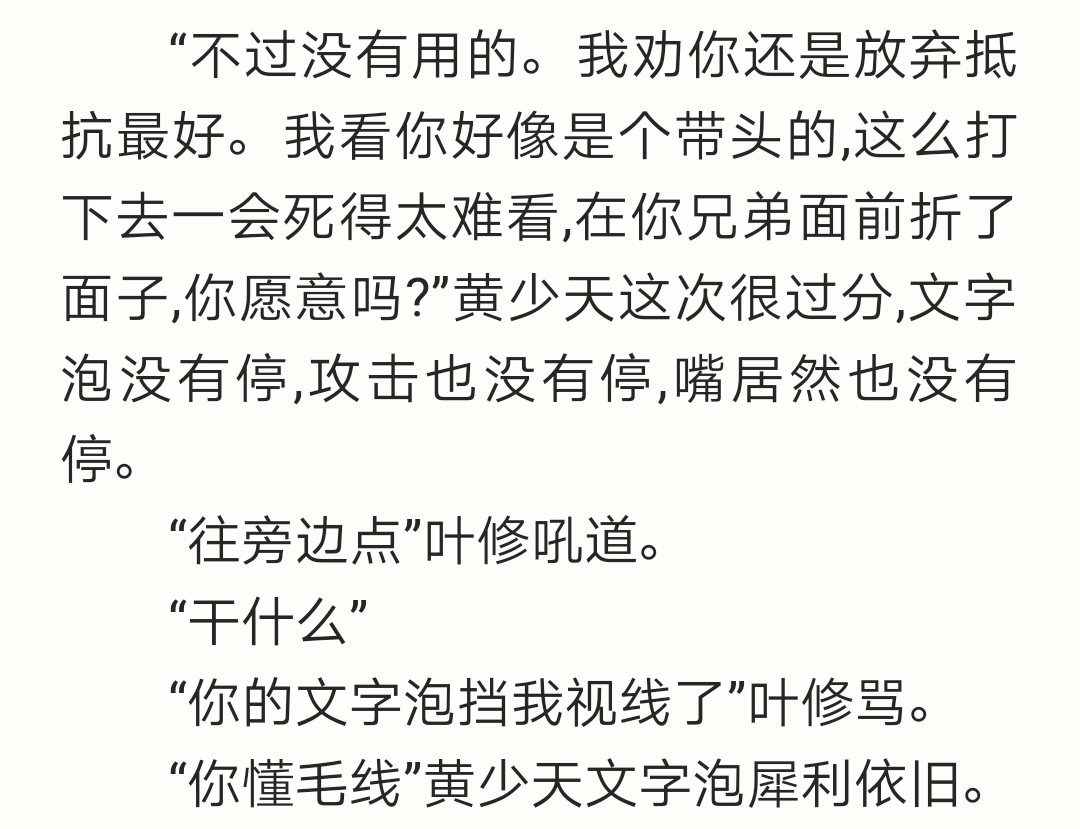 “不过没有用的。我劝你还是放弃抵
抗最好。我看你好像是个带头的,这么打
下去一会死得太难看,在你兄弟面前折了
面子,你愿意吗?”黄少天这次很过分,文字
泡没有停,攻击也没有停,嘴居然也没有
停。
“往旁边点”叶修吼道。
“干什么”
“你的文字泡挡我视线了”叶修骂。
“你懂毛线”黄少天文字泡犀利依旧。